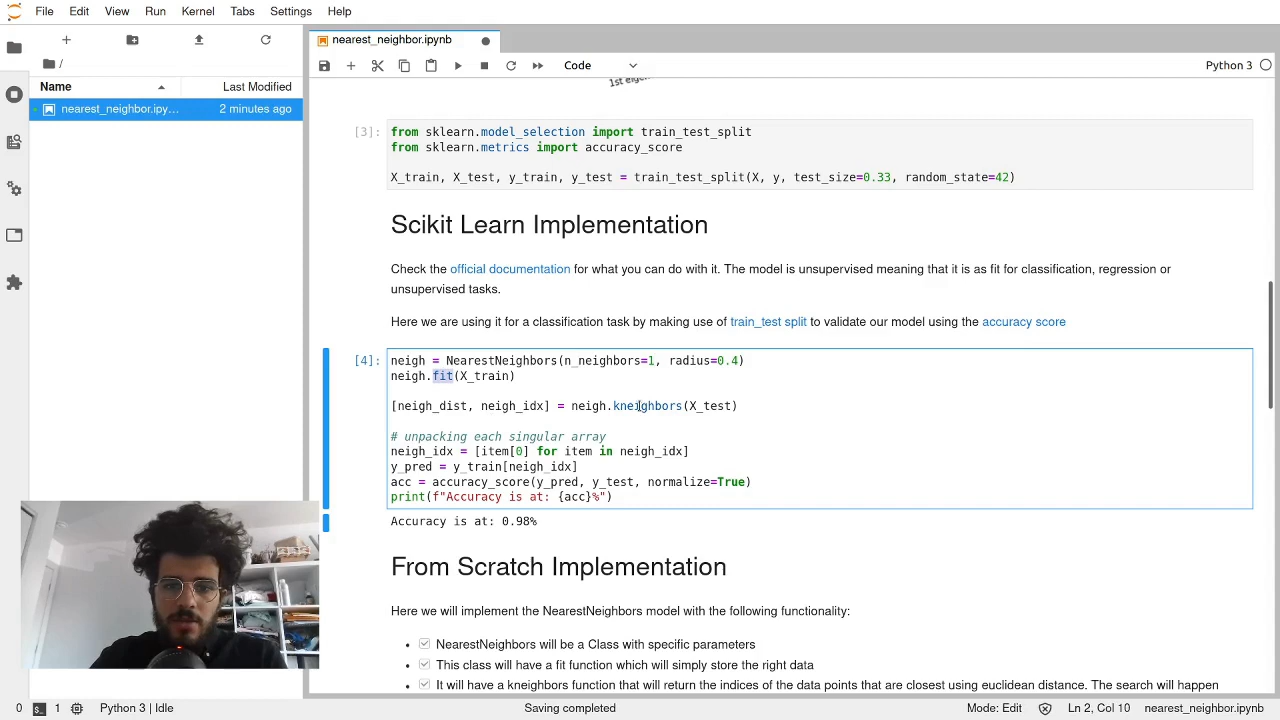 File Edit View Run Kernel Tabs Settings Help
nearest_neighbor.ipynb
/
Name Last Modified
nearest_neighbor.ipy… 2 minutes ago
Code
Python 3
1st eigen
[3]:
from sklearn.model_selection import train_test_split
from sklearn.metrics import accuracy_score
X_train, X_test, y_train, y_test = train_test_split(X, y, test_size=0.33, random_state=42)
Scikit Learn Implementation
Check the official documentation for what you can do with it. The model is unsupervised meaning that it is as fit for classification, regression or
unsupervised tasks.
Here we are using it for a classification task by making use of train_test split to validate our model using the accuracy score
[4]:
neigh = NearestNeighbors(n_neighbors=1, radius=0.4)
neigh.fit(X_train)
[neigh_dist, neigh_idx] = neigh.kneighbors(X_test)
# unpacking each singular array
neigh_idx = [item[0] for item in neigh_idx]
y_pred = y_train[neigh_idx]
acc = accuracy_score(y_pred, y_test, normalize=True)
print(f"Accuracy is at: {acc}%")
Accuracy is at: 0.98%
From Scratch Implementation
Here we will implement the NearestNeighbors model with the following functionality:
• NearestNeighbors will be a Class with specific parameters
• This class will have a fit function which will simply store the right data
• It will have a kneighbors function that will return the indices of the data points that are closest using euclidean distance. The search will happen
0 1 Python 3 | Idle Saving completed Mode: Edit Ln 2, Col 10 nearest_neighbor.ipynb